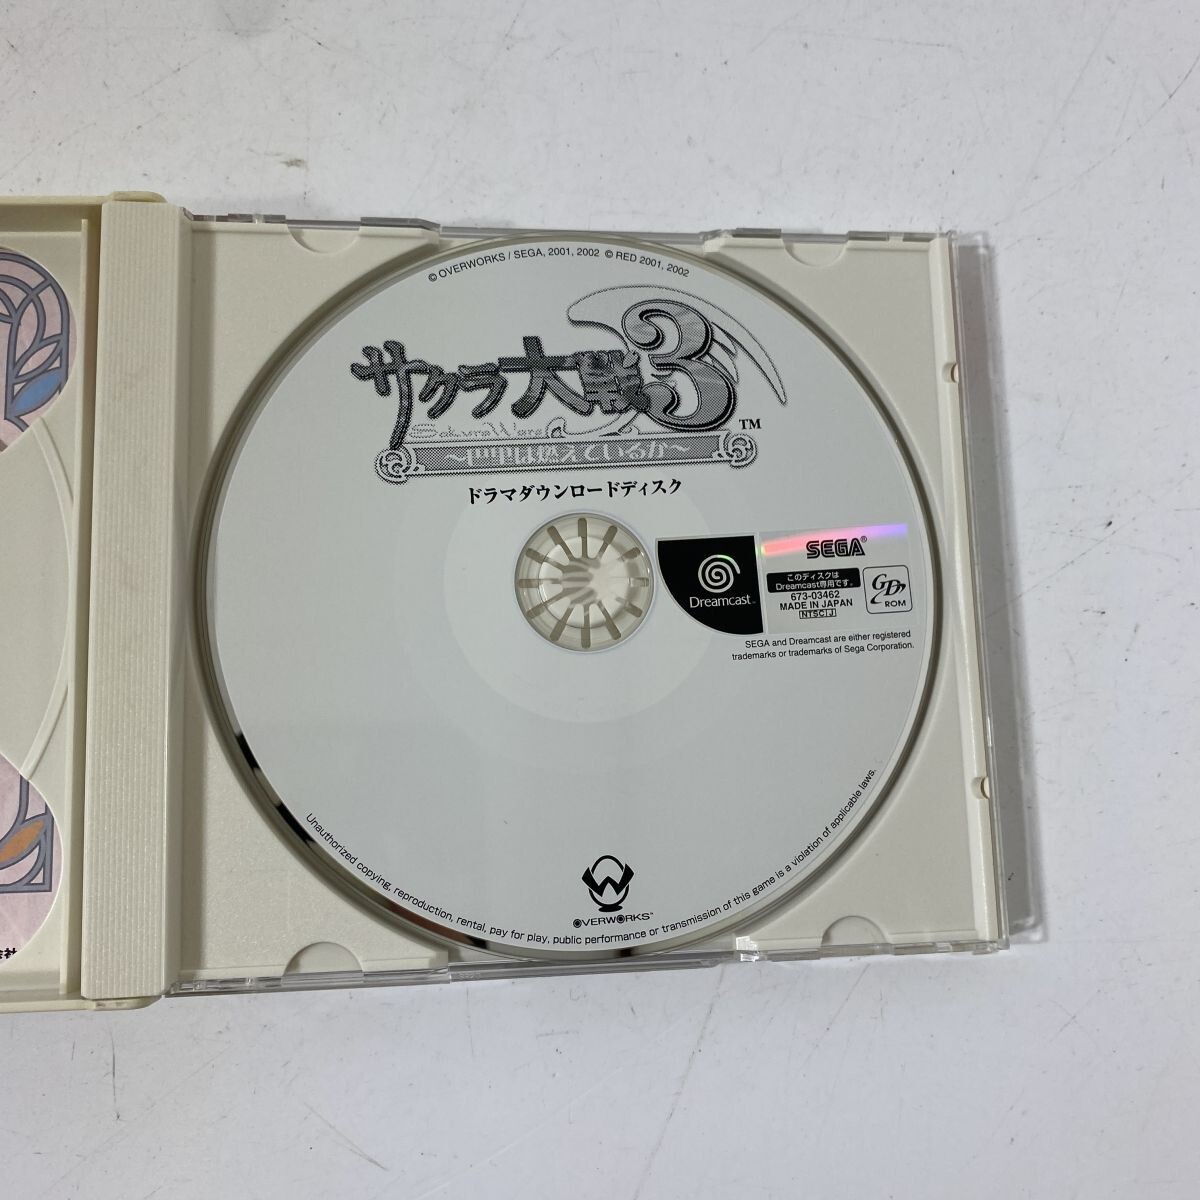 © OVERWORKS / SEGA, 2001, 2002 © RED 2001, 2002
サクラ大戦3
TM
Sakura Wars
～巴里は燃えているか～
ドラマダウンロードディスク
Dreamcast™
SEGA®
このディスクは
Dreamcast専用です。
673-03462
MADE IN JAPAN
NTSC J
GD
ROM
SEGA and Dreamcast are either registered
trademarks or trademarks of Sega Corporation.
OVERWORKS™
Unauthorized copying, reproduction, rental, pay for play, public performance or transmission of this game is a violation of applicable laws.